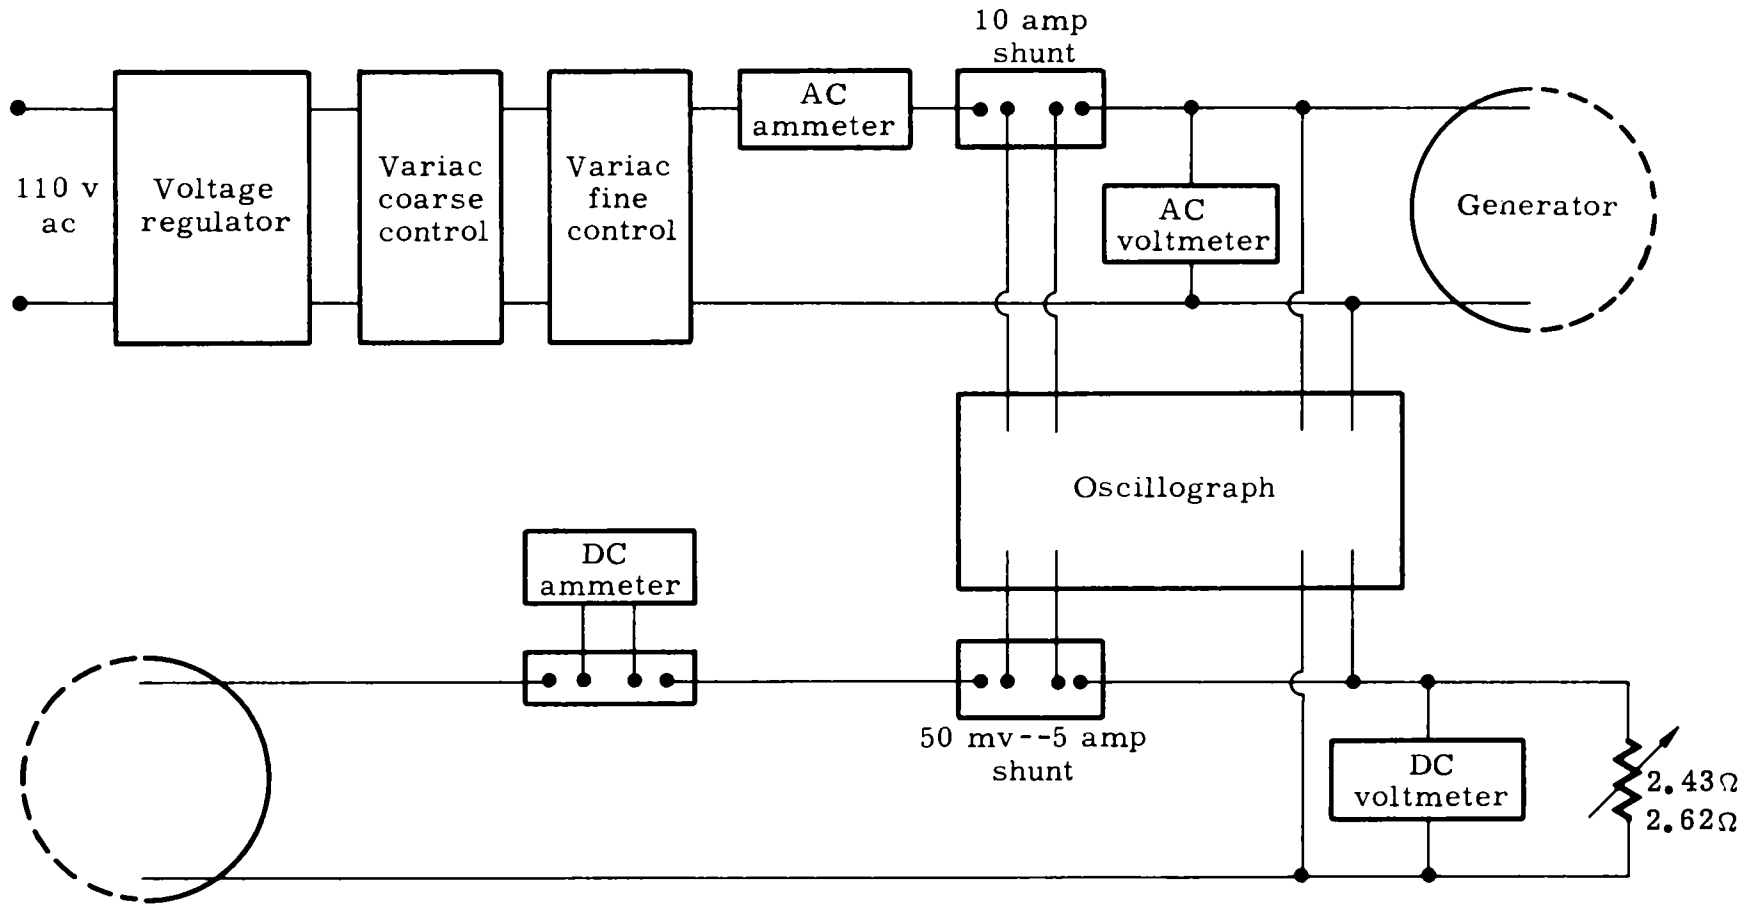 10 amp
shunt
110 v
ac
Voltage
regulator
Variac
coarse
control
Variac
fine
control
AC
ammeter
AC
voltmeter
Generator
Oscillograph
DC
ammeter
50 mv--5 amp
shunt
DC
voltmeter
2.43Ω
2.62Ω